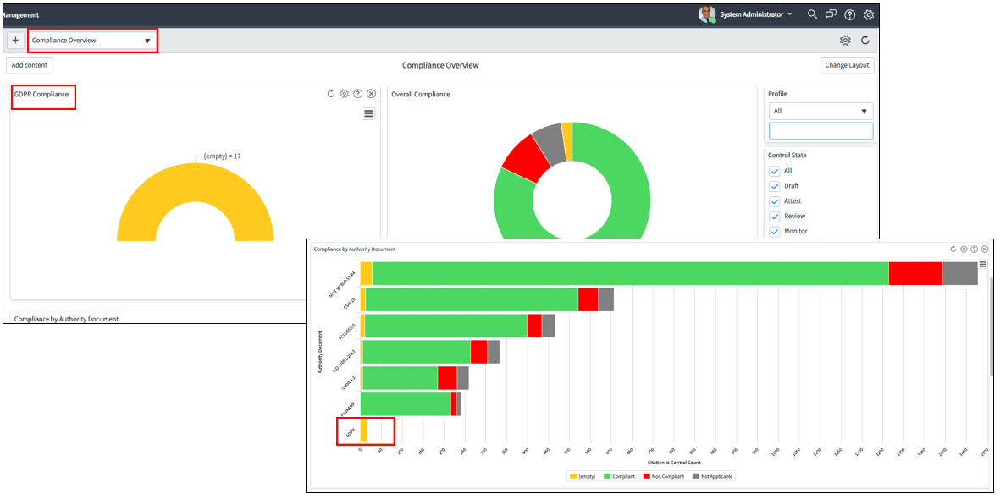 Management
System Administrator
Compliance Overview
Add content
Compliance Overview
Change Layout
GDPR Compliance
(empty) = 17
Overall Compliance
Profile
All
Control State
All
Draft
Attest
Review
Monitor
Compliance by Authority Document
Compliance by Authority Document
Authority Document
NIST SP 800-53 R4
CSIS 20
PCI DSS3.0
ISO 27001-2013
Cobit 4.1
FedRAMP
GDPR
0 50 100 150 200 250 300 350 400 450 500 550 600 650 700 750 800 850 900 950 1000 1050 1100 1150 1200 1250 1300 1350 1400 1450 1500
Citation to Control Count
(empty) Compliant Non Compliant Not Applicable